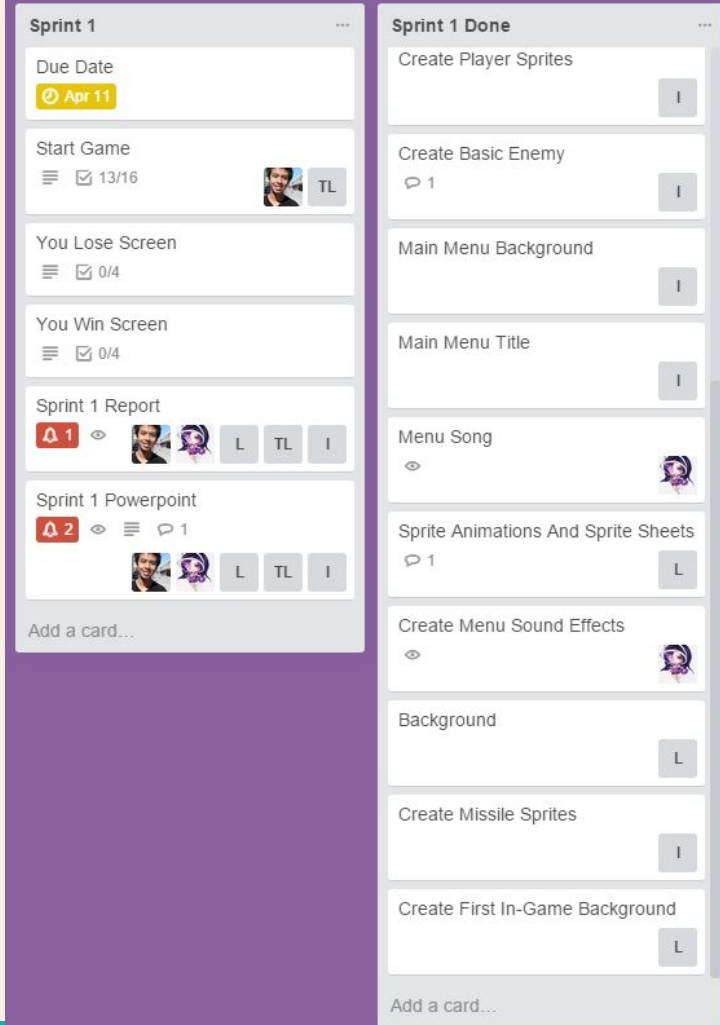 Sprint 1
Due Date
Apr 11
Start Game
13/16
TL
You Lose Screen
0/4
You Win Screen
0/4
Sprint 1 Report
1
L TL I
Sprint 1 Powerpoint
2 1
L TL I
Add a card...
Sprint 1 Done
Create Player Sprites
I
Create Basic Enemy
1
I
Main Menu Background
I
Main Menu Title
I
Menu Song
Sprite Animations And Sprite Sheets
1
L
Create Menu Sound Effects
Background
L
Create Missile Sprites
I
Create First In-Game Background
L
Add a card...